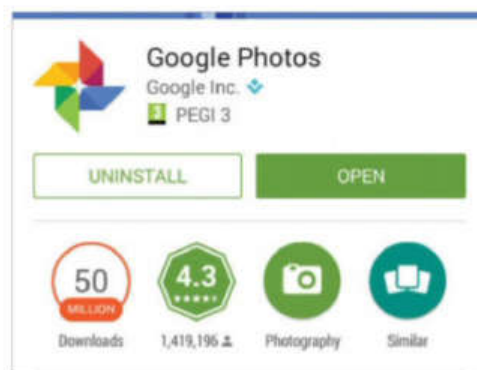 Google Photos
Google Inc.
3 PEGI 3
UNINSTALL
OPEN
50
MILLION
Downloads
4.3
1,419,196
Photography
Similar